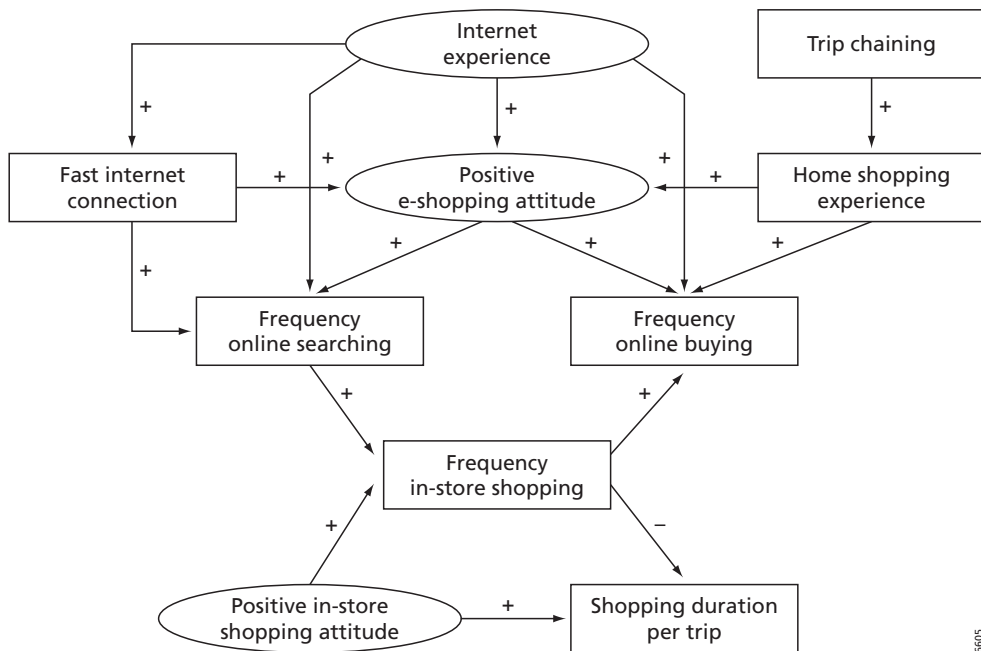 Internet
experience
Trip chaining
+
+
+
Fast internet
connection
+
+
Positive
e-shopping attitude
+
+
Home shopping
experience
+
+
+
+
Frequency
online searching
Frequency
online buying
+
+
Frequency
in-store shopping
+
–
Positive in-store
shopping attitude
+
Shopping duration
per trip
6605